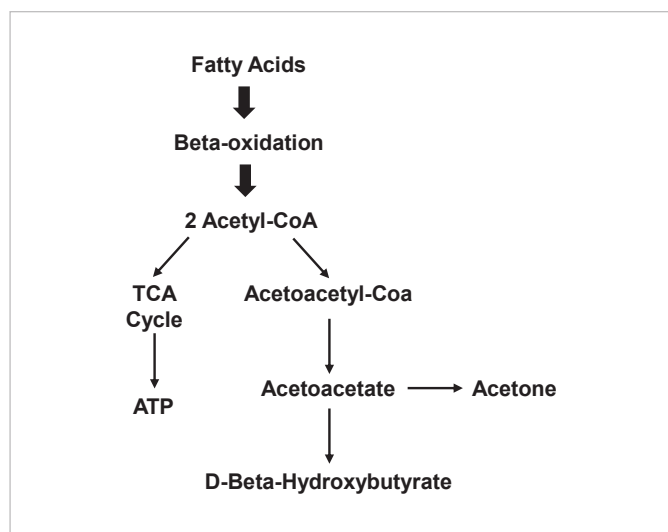 Fatty Acids
Beta-oxidation
2 Acetyl-CoA
TCA
Cycle
Acetoacetyl-Coa
ATP
Acetoacetate
Acetone
D-Beta-Hydroxybutyrate